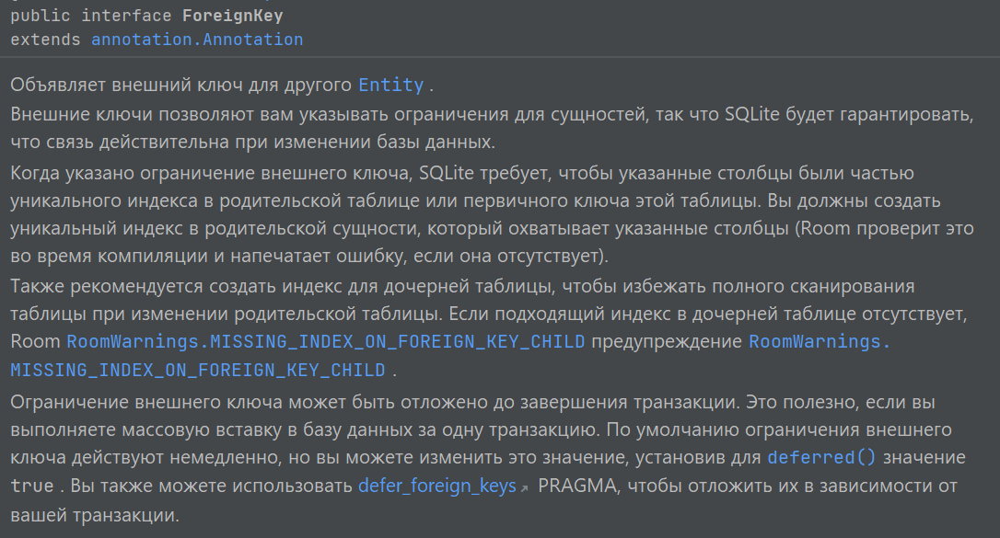 public interface ForeignKey
extends annotation.Annotation
Объявляет внешний ключ для другого Entity .
Внешние ключи позволяют вам указывать ограничения для сущностей, так что SQLite будет гарантировать,
что связь действительна при изменении базы данных.
Когда указано ограничение внешнего ключа, SQLite требует, чтобы указанные столбцы были частью
уникального индекса в родительской таблице или первичного ключа этой таблицы. Вы должны создать
уникальный индекс в родительской сущности, который охватывает указанные столбцы (Room проверит это
во время компиляции и напечатает ошибку, если она отсутствует).
Также рекомендуется создать индекс для дочерней таблицы, чтобы избежать полного сканирования
таблицы при изменении родительской таблицы. Если подходящий индекс в дочерней таблице отсутствует,
Room RoomWarnings.MISSING_INDEX_ON_FOREIGN_KEY_CHILD предупреждение RoomWarnings.
MISSING_INDEX_ON_FOREIGN_KEY_CHILD .
Ограничение внешнего ключа может быть отложено до завершения транзакции. Это полезно, если вы
выполняете массовую вставку в базу данных за одну транзакцию. По умолчанию ограничения внешнего
ключа действуют немедленно, но вы можете изменить это значение, установив для deferred() значение
true . Вы также можете использовать defer_foreign_keys PRAGMA, чтобы отложить их в зависимости от
вашей транзакции.